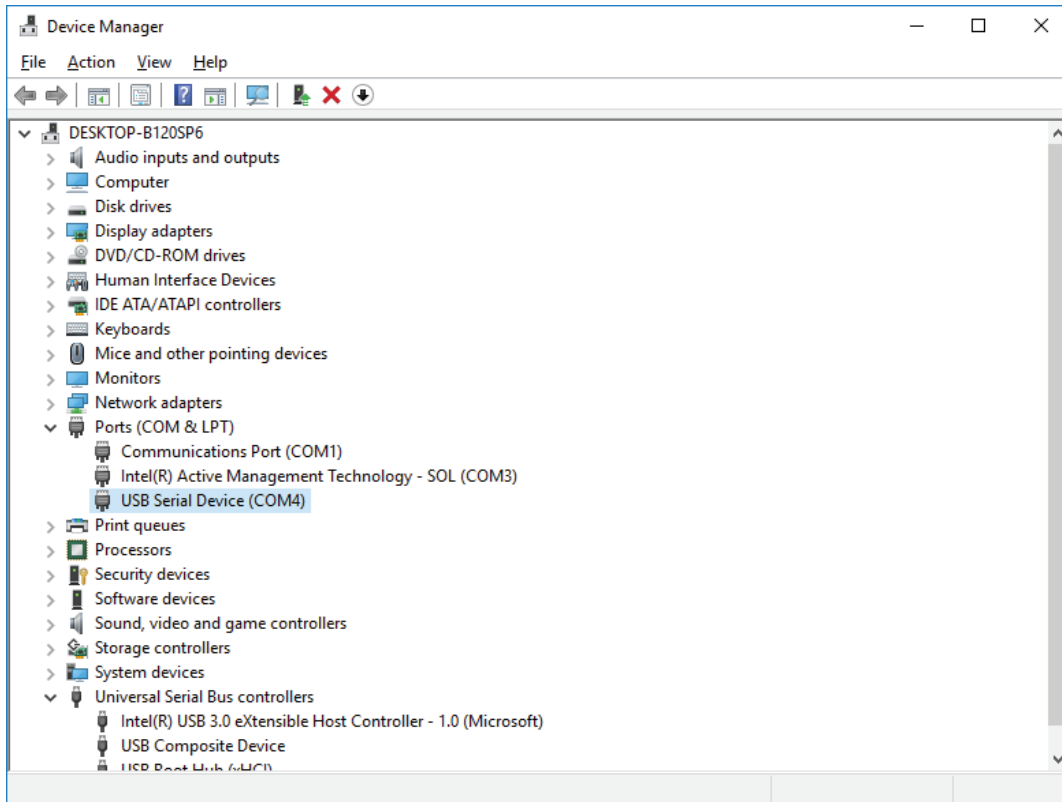 Device Manager
File Action View Help
DESKTOP-B120SP6
Audio inputs and outputs
Computer
Disk drives
Display adapters
DVD/CD-ROM drives
Human Interface Devices
IDE ATA/ATAPI controllers
Keyboards
Mice and other pointing devices
Monitors
Network adapters
Ports (COM & LPT)
Communications Port (COM1)
Intel(R) Active Management Technology - SOL (COM3)
USB Serial Device (COM4)
Print queues
Processors
Security devices
Software devices
Sound, video and game controllers
Storage controllers
System devices
Universal Serial Bus controllers
Intel(R) USB 3.0 eXtensible Host Controller - 1.0 (Microsoft)
USB Composite Device
USB Root Hub (xHCI)